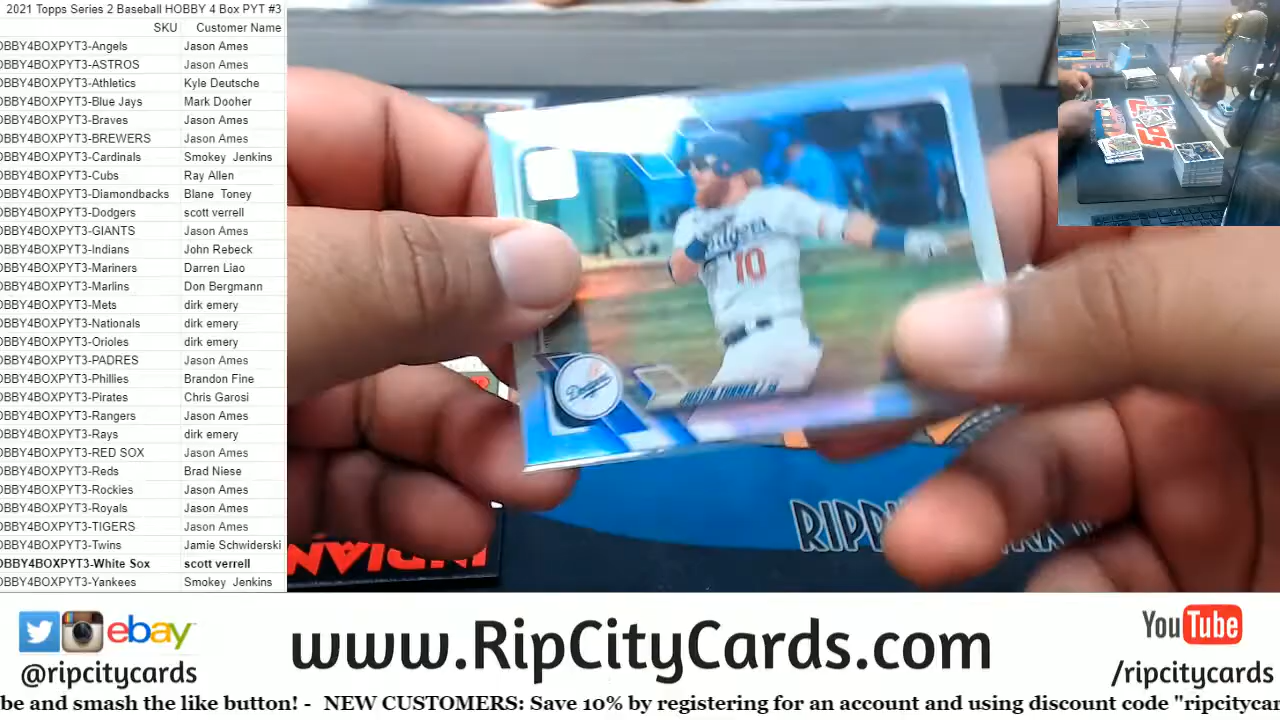 2021 Topps Series 2 Baseball HOBBY 4 Box PYT #3
SKU Customer Name
OBBY4BOXPYT3-Angels Jason Ames
OBBY4BOXPYT3-ASTROS Jason Ames
OBBY4BOXPYT3-Athletics Kyle Deutsche
OBBY4BOXPYT3-Blue Jays Mark Dooher
OBBY4BOXPYT3-Braves Jason Ames
OBBY4BOXPYT3-BREWERS Jason Ames
OBBY4BOXPYT3-Cardinals Smokey Jenkins
OBBY4BOXPYT3-Cubs Ray Allen
OBBY4BOXPYT3-Diamondbacks Blane Toney
OBBY4BOXPYT3-Dodgers scott verrell
OBBY4BOXPYT3-GIANTS Jason Ames
OBBY4BOXPYT3-Indians John Rebeck
OBBY4BOXPYT3-Mariners Darren Liao
OBBY4BOXPYT3-Marlins Don Bergmann
OBBY4BOXPYT3-Mets dirk emery
OBBY4BOXPYT3-Nationals dirk emery
OBBY4BOXPYT3-Orioles dirk emery
OBBY4BOXPYT3-PADRES Jason Ames
OBBY4BOXPYT3-Phillies Brandon Fine
OBBY4BOXPYT3-Pirates Chris Garosi
OBBY4BOXPYT3-Rangers Jason Ames
OBBY4BOXPYT3-Rays dirk emery
OBBY4BOXPYT3-RED SOX Jason Ames
OBBY4BOXPYT3-Reds Brad Niese
OBBY4BOXPYT3-Rockies Jason Ames
OBBY4BOXPYT3-Royals Jason Ames
OBBY4BOXPYT3-TIGERS Jason Ames
OBBY4BOXPYT3-Twins Jamie Schwiderski
OBBY4BOXPYT3-White Sox scott verrell
OBBY4BOXPYT3-Yankees Smokey Jenkins
Dodgers
10
Dodgers
JUSTIN TURNER
RIPPI
INDIAN
ebay
@ripcitycards
www.RipCityCards.com
YouTube
/ripcitycards
be and smash the like button! - NEW CUSTOMERS: Save 10% by registering for an account and using discount code "ripcitycar